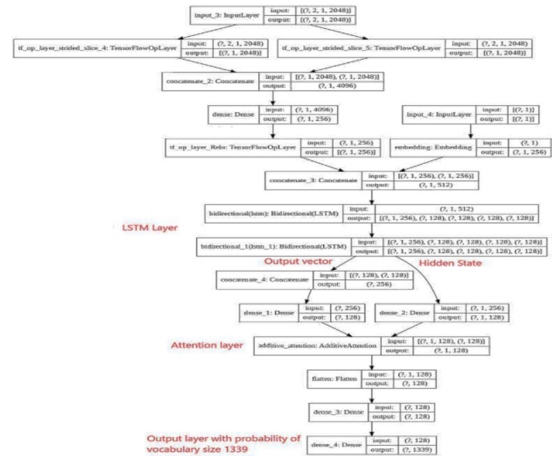 input_3: InputLayer input: [(?, 2, 1, 2048)]
output: [(?, 2, 1, 2048)]
tf_op_layer_strided_slice_4: TensorFlowOpLayer input: (?, 2, 1, 2048)
output: [(?, 1, 2048)]
tf_op_layer_strided_slice_5: TensorFlowOpLayer input: (?, 2, 1, 2048)
output: [(?, 1, 2048)]
concatenate_2: Concatenate input: [(?, 1, 2048), (?, 1, 2048)]
output: (?, 1, 4096)
dense: Dense input: (?, 1, 4096)
output: (?, 1, 256)
input_4: InputLayer input: [(?, 1)]
output: [(?, 1)]
tf_op_layer_Relu: TensorFlowOpLayer input: (?, 1, 256)
output: [(?, 1, 256)]
embedding: Embedding input: (?, 1)
output: (?, 1, 256)
concatenate_3: Concatenate input: [(?, 1, 256), (?, 1, 256)]
output: (?, 1, 512)
LSTM Layer
bidirectional(lstm): Bidirectional(LSTM) input: (?, 1, 512)
output: [(?, 1, 256), (?, 128), (?, 128), (?, 128), (?, 128)]
bidirectional_1(lstm_1): Bidirectional(LSTM) input: [(?, 1, 256), (?, 128), (?, 128), (?, 128), (?, 128)]
output: [(?, 1, 256), (?, 128), (?, 128), (?, 128), (?, 128)]
Output vector
Hidden State
concatenate_4: Concatenate input: [(?, 128), (?, 128)]
output: (?, 256)
dense_1: Dense input: (?, 256)
output: (?, 128)
dense_2: Dense input: (?, 1, 256)
output: (?, 1, 128)
Attention layer
additive_attention: AdditiveAttention input: [(?, 1, 128), (?, 128)]
output: (?, 1, 128)
flatten: Flatten input: (?, 1, 128)
output: (?, 128)
dense_3: Dense input: (?, 128)
output: (?, 128)
Output layer with probability of
vocabulary size 1339
dense_4: Dense input: (?, 128)
output: (?, 1339)